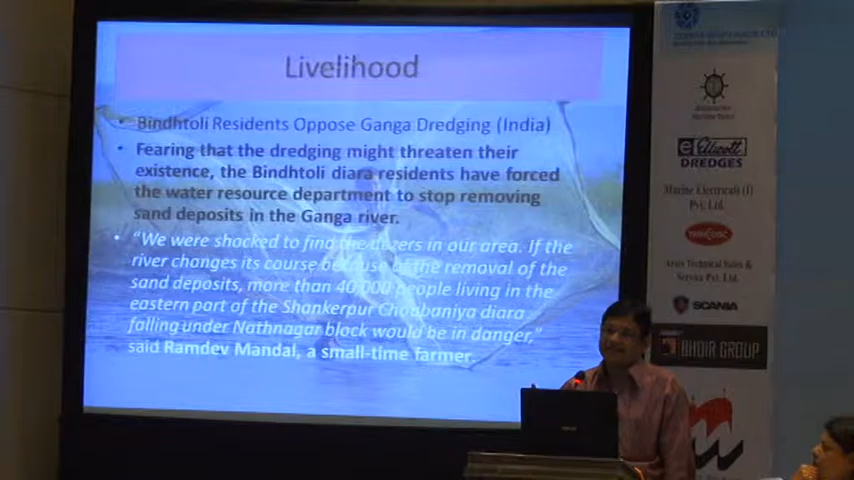 Livelihood
• Bindhtoli Residents Oppose Ganga Dredging (India)
• Fearing that the dredging might threaten their
existence, the Bindhtoli diara residents have forced
the water resource department to stop removing
sand deposits in the Ganga river.
• "We were shocked to find the dozers in our area. If the
river changes its course because of the removal of the
sand deposits, more than 40,000 people living in the
eastern part of the Shankerpur Choubaniya diara
falling under Nathnagar block would be in danger,"
said Ramdev Mandal, a small-time farmer.
Ellicott
DREDGES
Marine Electricals (I)
Pvt. Ltd.
Aries Technical Sales &
Service Pvt. Ltd.
SCANIA
BHOIR GROUP